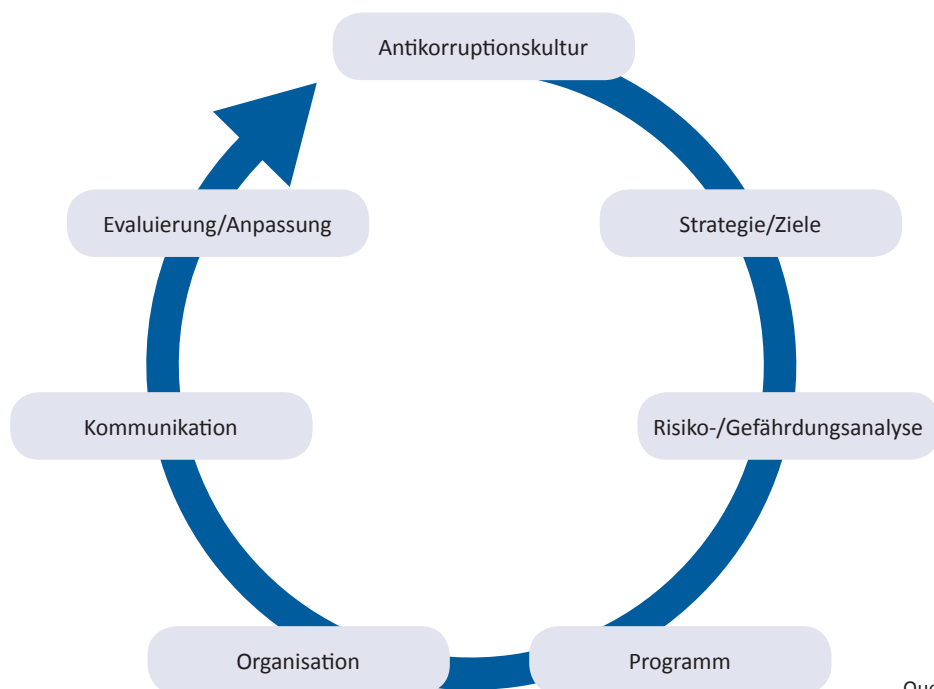 Antikorruptionskultur
Strategie/Ziele
Risiko-/Gefährdungsanalyse
Programm
Organisation
Kommunikation
Evaluierung/Anpassung